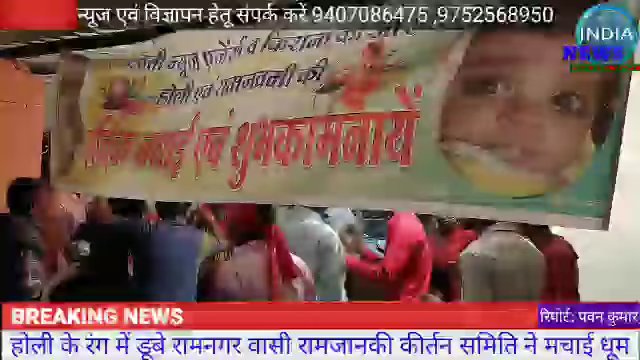 न्यूज एवं विज्ञापन हेतू संपर्क करें 9407086475 ,9752568950
INDIA
NEWS
न्यूज एजेंसी व किराना
होली एवं रामनवमी की
हार्दिक बधाई एवं शुभकामनायें
BREAKING NEWS
रिपोर्ट: पवन कुमार
होली के रंग में डूबे रामनगर वासी रामजानकी कीर्तन समिति ने मचाई धूम